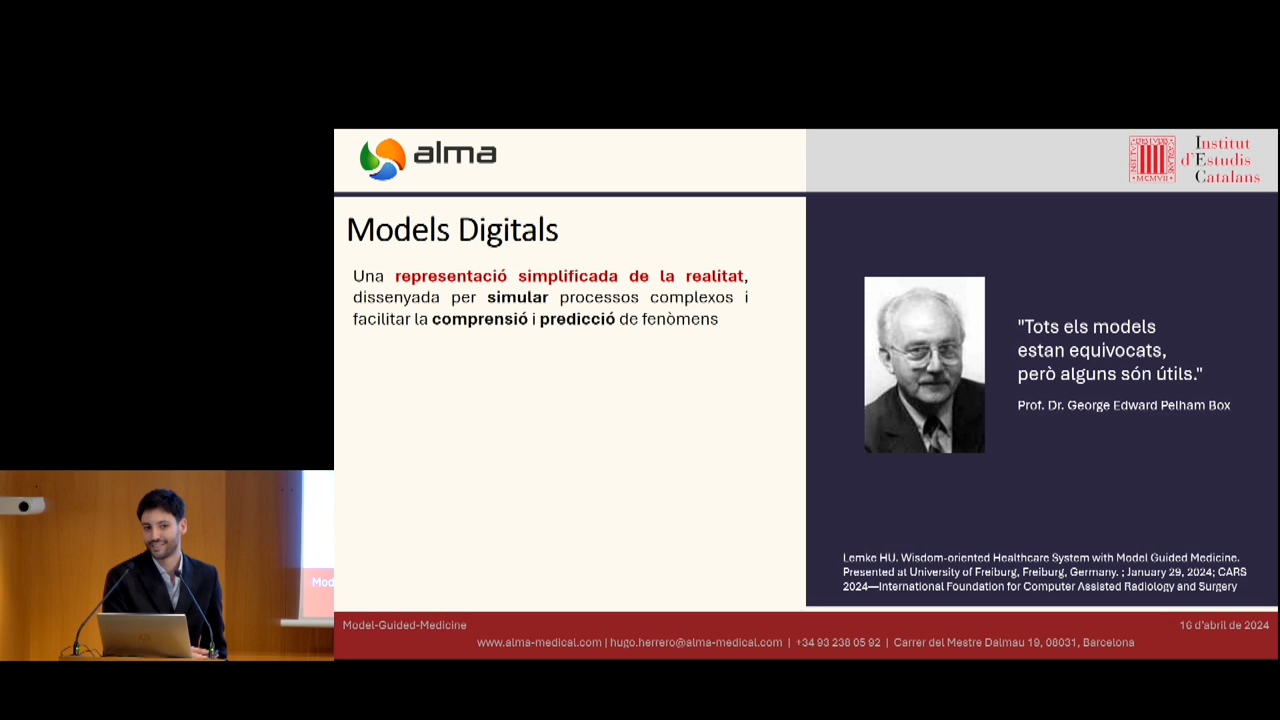 alma
Institut
d'Estudis
Catalans
Models Digitals
Una representació simplificada de la realitat,
dissenyada per simular processos complexos i
facilitar la comprensió i predicció de fenòmens
"Tots els models
estan equivocats,
però alguns són útils."
Prof. Dr. George Edward Pelham Box
Lemke HU. Wisdom-oriented Healthcare System with Model Guided Medicine.
Presented at University of Freiburg, Freiburg, Germany. ; January 29, 2024; CARS
2024—International Foundation for Computer Assisted Radiology and Surgery
Mod
Model-Guided-Medicine
16 d'abril de 2024
www.alma-medical.com | hugo.herrero@alma-medical.com | +34 93 238 05 92 | Carrer del Mestre Dalmau 19, 08031, Barcelona